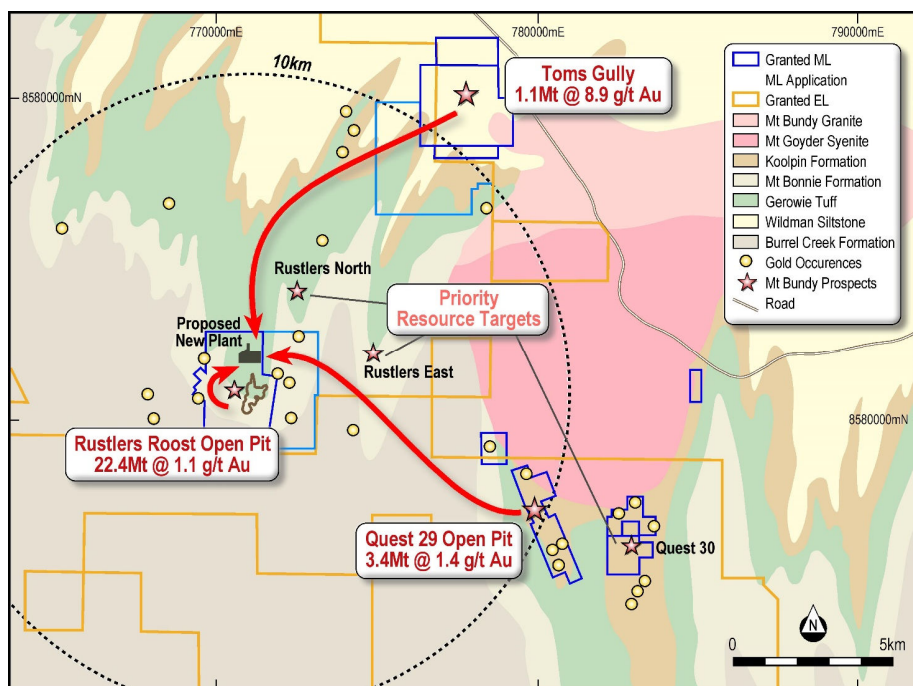 770000mE
780000mE
790000mE
10km
8580000mN
Toms Gully
1.1Mt @ 8.9 g/t Au
Granted ML
ML Application
Granted EL
Mt Bundy Granite
Mt Goyder Syenite
Koolpin Formation
Mt Bonnie Formation
Gerowie Tuff
Wildman Siltstone
Burrel Creek Formation
Gold Occurences
Mt Bundy Prospects
Road
Rustlers North
Priority
Resource Targets
Proposed
New Plant
Rustlers East
8580000mN
Rustlers Roost Open Pit
22.4Mt @ 1.1 g/t Au
Quest 29 Open Pit
3.4Mt @ 1.4 g/t Au
Quest 30
N
0
5km